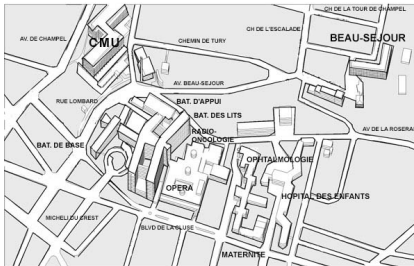 CH DE LA TOUR DE CHAMPEL
CH DE L'ESCALADE
AV. DE CHAMPEL
CMU
CHEMIN DE TURY
BEAU-SEJOUR
AV. BEAU-SEJOUR
RUE LOMBARD
BAT. D'APPUI
BAT. DES LITS
RADIO-
ONCOLOGIE
AV DE LA ROSERAI
BAT. DE BASE
OPHTALMOLOGIE
OPERA
HOPITAL DES ENFANTS
MICHELI DU CREST
BLVD DE LA CLUSE
MATERNITE